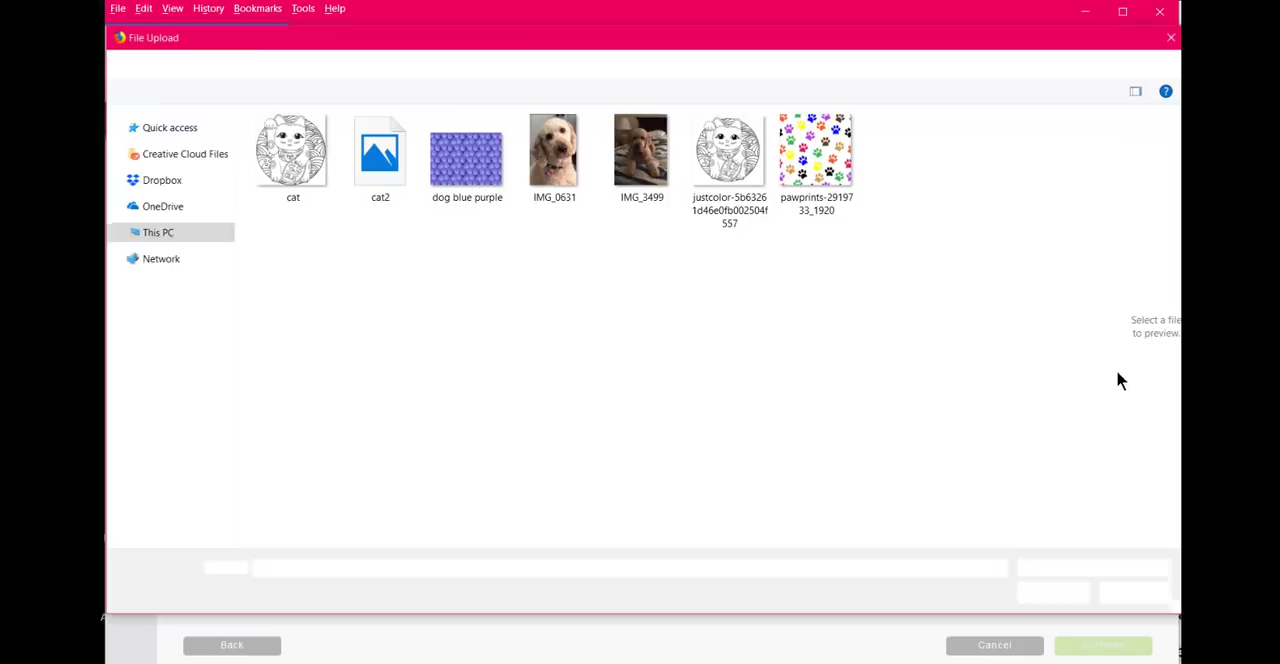 File Edit View History Bookmarks Tools Help
File Upload
Quick access
Creative Cloud Files
Dropbox
OneDrive
This PC
Network
cat
cat2
dog blue purple
IMG_0631
IMG_3499
justcolor-5b6326
1d46e0fb002504f
557
pawprints-29197
33_1920
Select a file
to preview.
Back
Cancel